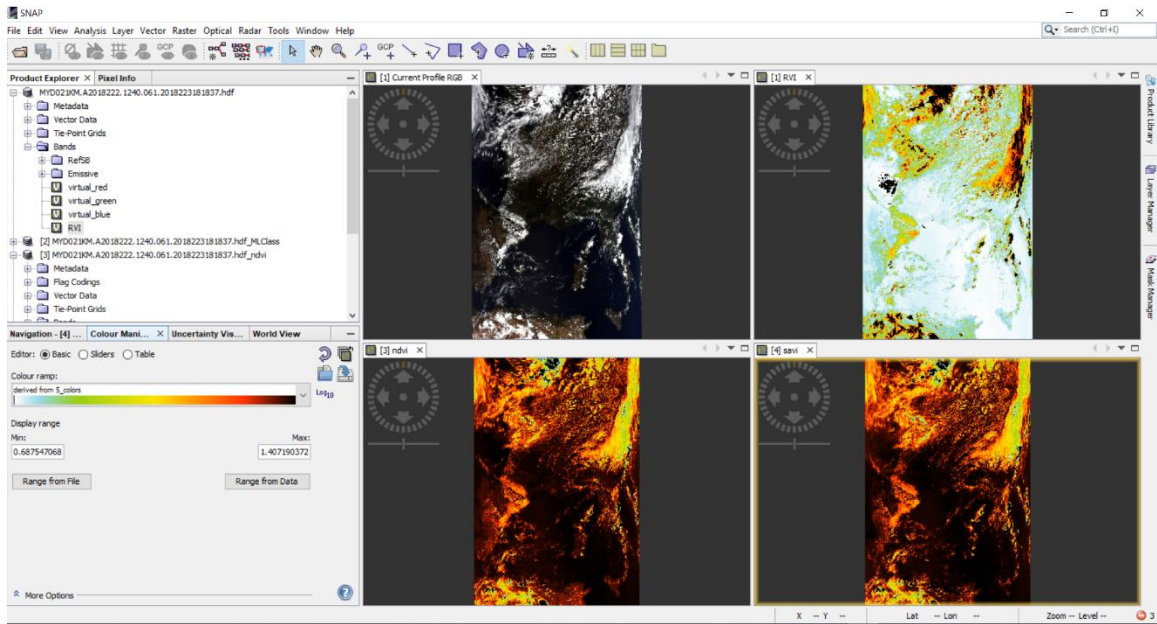 SNAP
File Edit View Analysis Layer Vector Raster Optical Radar Tools Window Help
Search (Ctrl+I)
GCP
GCP
Product Explorer Pixel Info
MYD021KM.A2018222.1240.061.2018223181837.hdf
Metadata
Vector Data
Tie-Point Grids
Bands
RefSB
Emissive
virtual_red
virtual_green
virtual_blue
RVI
[2] MYD021KM.A2018222.1240.061.2018223181837.hdf_MLClass
[3] MYD021KM.A2018222.1240.061.2018223181837.hdf_ndvi
Metadata
Flag Codings
Vector Data
Tie-Point Grids
Bands
Navigation - [4] ... Colour Mani... Uncertainty Vis... World View
Editor: Basic Sliders Table
Colour ramp:
derived from 5_colors
Log10
Display range
Min: Max:
0.687547068 1.407190372
Range from File Range from Data
More Options
[1] Current Profile RGB
[1] RVI
[3] ndvi
[4] savi
Product Library
Layer Manager
Mask Manager
X -- Y -- Lat -- Lon -- Zoom -- Level -- 3